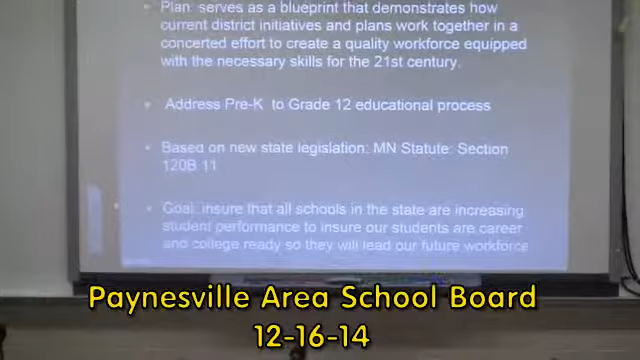 Plan: serves as a blueprint that demonstrates how
current district initiatives and plans work together in a
concerted effort to create a quality workforce equipped
with the necessary skills for the 21st century.
• Address Pre-K to Grade 12 educational process
• Based on new state legislation: MN Statute: Section
120B 11
• Goal: insure that all schools in the state are increasing
student performance to insure our students are career
and college ready so they will lead our future workforce
Paynesville Area School Board
12-16-14